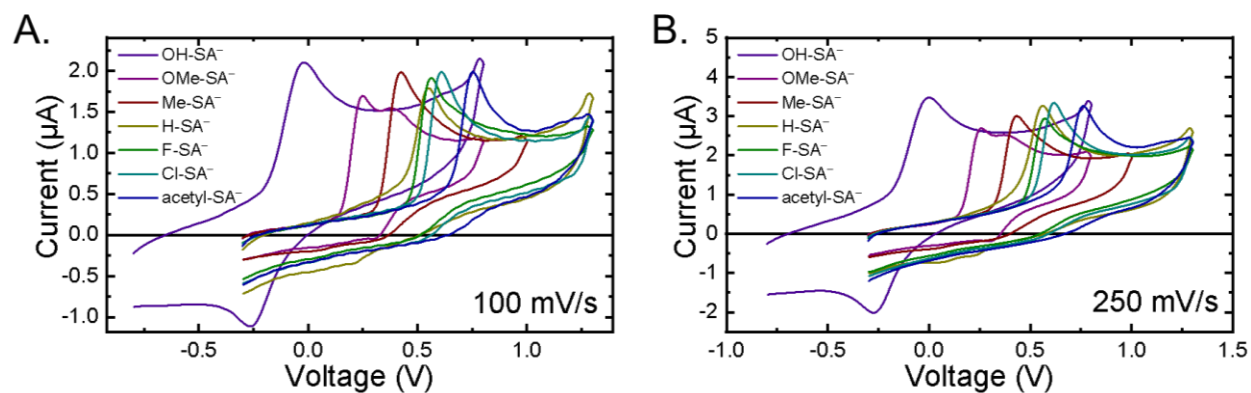 A.
OH-SA⁻
OMe-SA⁻
Me-SA⁻
H-SA⁻
F-SA⁻
Cl-SA⁻
acetyl-SA⁻
2.0
1.5
1.0
0.5
0.0
-0.5
-1.0
Current (µA)
100 mV/s
-0.5
0.0
0.5
1.0
Voltage (V)
B.
OH-SA⁻
OMe-SA⁻
Me-SA⁻
H-SA⁻
F-SA⁻
Cl-SA⁻
acetyl-SA⁻
5
4
3
2
1
0
-1
-2
Current (µA)
250 mV/s
-1.0
-0.5
0.0
0.5
1.0
1.5
Voltage (V)